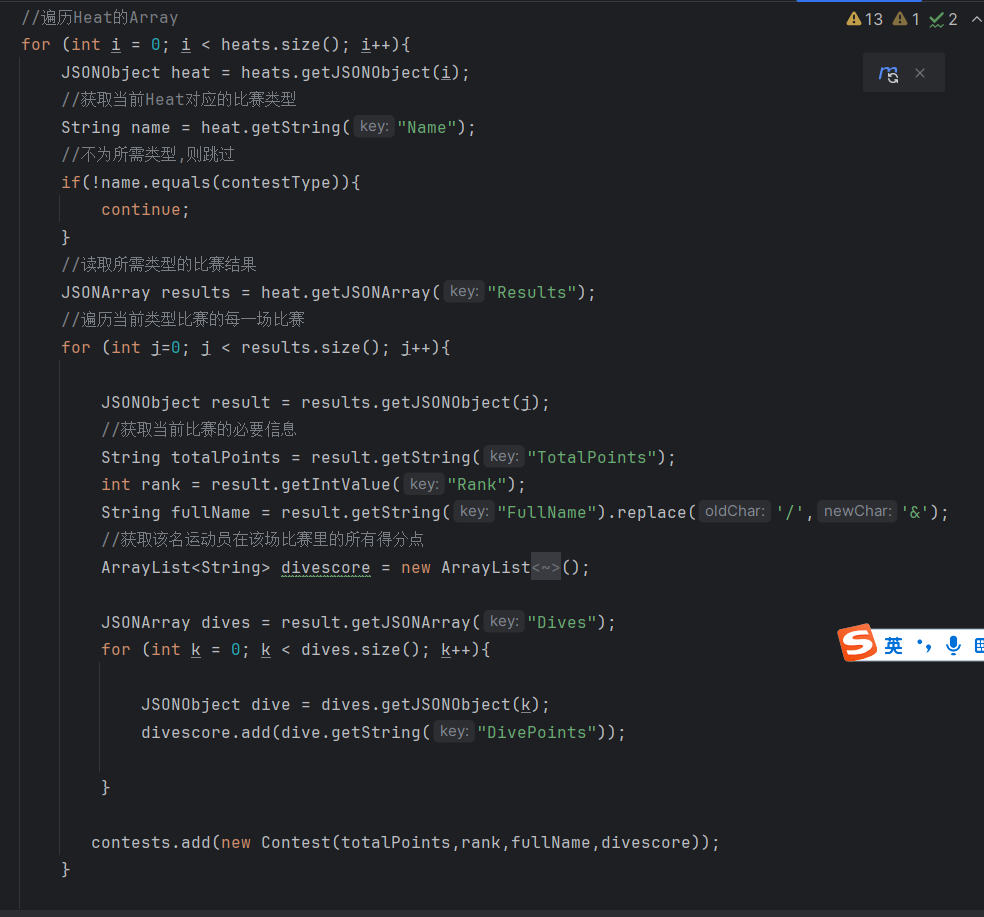 //遍历Heat的Array
13 1 2
for (int i = 0; i < heats.size(); i++){
JSONObject heat = heats.getJSONObject(i);
//获取当前Heat对应的比赛类型
String name = heat.getString( key: "Name");
//不为所需类型,则跳过
if(!name.equals(contestType)){
continue;
}
//读取所需类型的比赛结果
JSONArray results = heat.getJSONArray( key: "Results");
//遍历当前类型比赛的每一场比赛
for (int j=0; j < results.size(); j++){
JSONObject result = results.getJSONObject(j);
//获取当前比赛的必要信息
String totalPoints = result.getString( key: "TotalPoints");
int rank = result.getIntValue( key: "Rank");
String fullName = result.getString( key: "FullName").replace( oldChar: '/', newChar: '&');
//获取该名运动员在该场比赛里的所有得分点
ArrayList<String> divescore = new ArrayList<~>();
JSONArray dives = result.getJSONArray( key: "Dives");
for (int k = 0; k < dives.size(); k++){
英
JSONObject dive = dives.getJSONObject(k);
divescore.add(dive.getString( key: "DivePoints"));
}
contests.add(new Contest(totalPoints,rank,fullName,divescore));
}